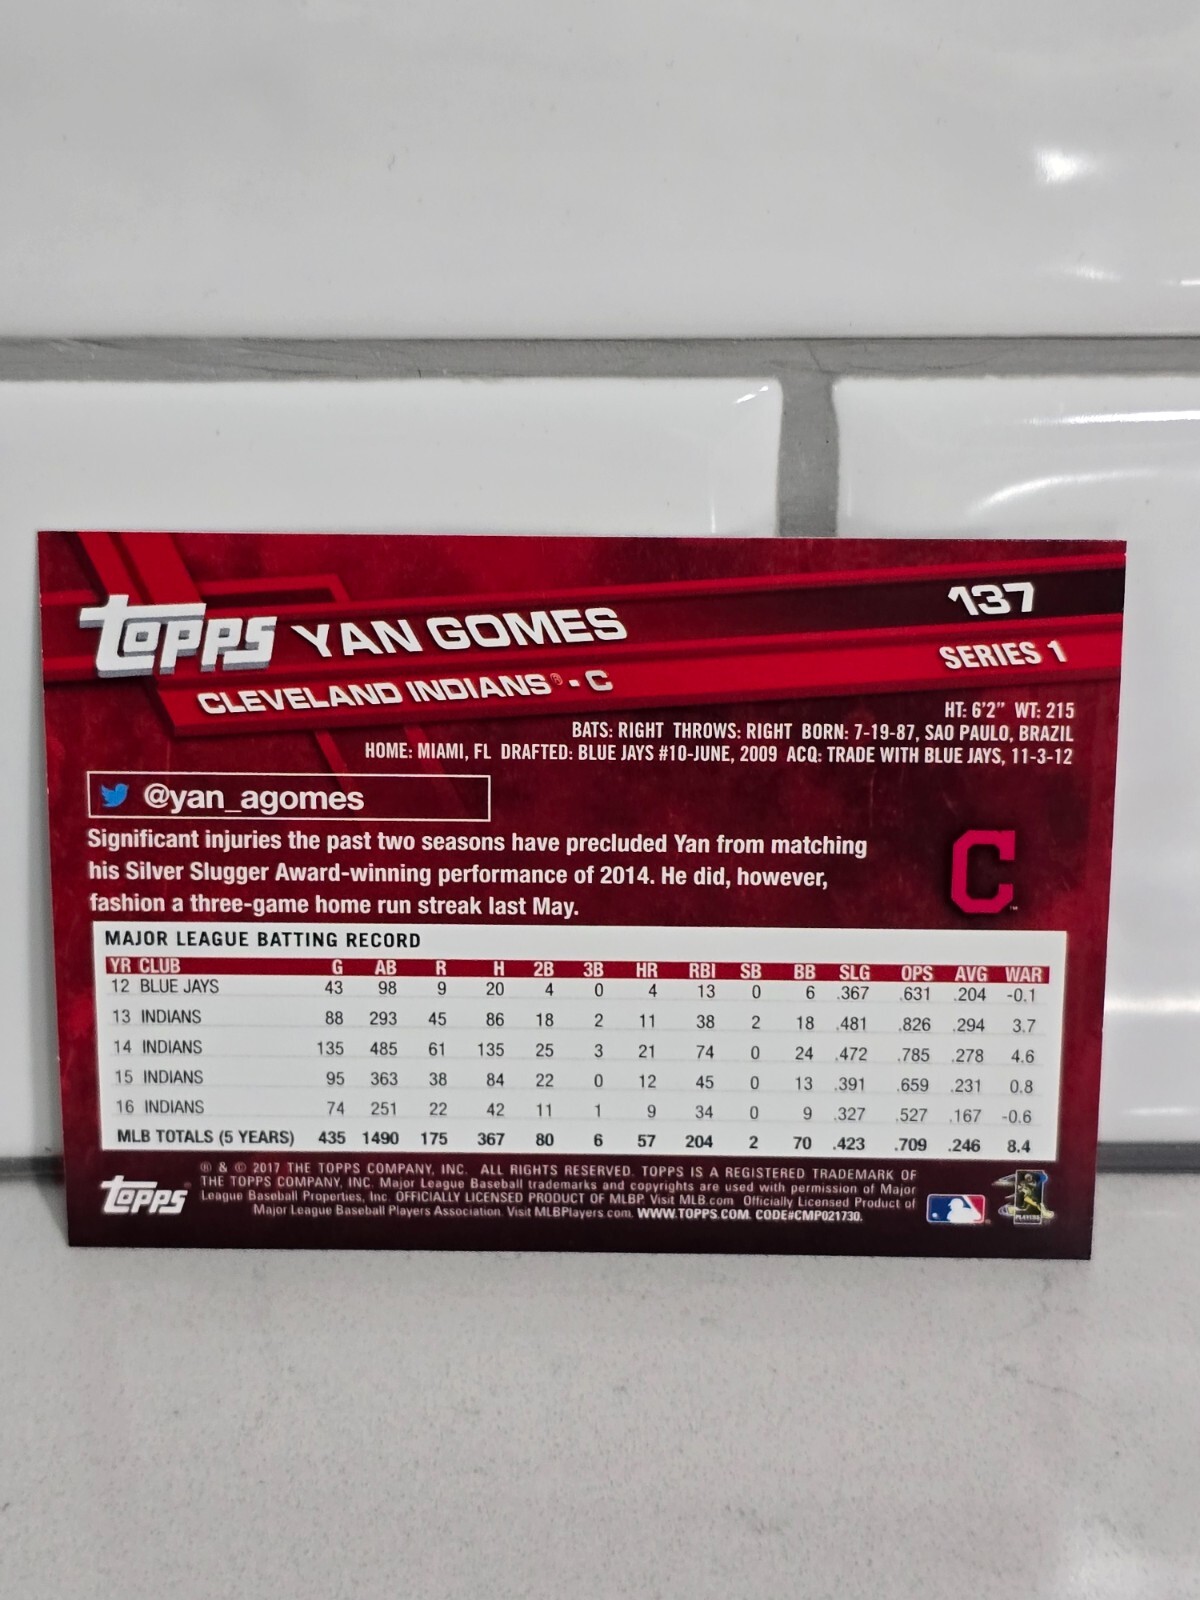 Topps YAN GOMES 137
CLEVELAND INDIANS® - C SERIES 1
HT: 6'2" WT: 215
BATS: RIGHT THROWS: RIGHT BORN: 7-19-87, SAO PAULO, BRAZIL
HOME: MIAMI, FL DRAFTED: BLUE JAYS #10-JUNE, 2009 ACQ: TRADE WITH BLUE JAYS, 11-3-12
@yan_agomes
Significant injuries the past two seasons have precluded Yan from matching
his Silver Slugger Award-winning performance of 2014. He did, however,
fashion a three-game home run streak last May.
C™
MAJOR LEAGUE BATTING RECORD
YR CLUB G AB R H 2B 3B HR RBI SB BB SLG OPS AVG WAR
12 BLUE JAYS 43 98 9 20 4 0 4 13 0 6 .367 .631 .204 -0.1
13 INDIANS 88 293 45 86 18 2 11 38 2 18 .481 .826 .294 3.7
14 INDIANS 135 485 61 135 25 3 21 74 0 24 .472 .785 .278 4.6
15 INDIANS 95 363 38 84 22 0 12 45 0 13 .391 .659 .231 0.8
16 INDIANS 74 251 22 42 11 1 9 34 0 9 .327 .527 .167 -0.6
MLB TOTALS (5 YEARS) 435 1490 175 367 80 6 57 204 2 70 .423 .709 .246 8.4
® & © 2017 THE TOPPS COMPANY, INC. ALL RIGHTS RESERVED. TOPPS IS A REGISTERED TRADEMARK OF
THE TOPPS COMPANY, INC. Major League Baseball trademarks and copyrights are used with permission of Major
League Baseball Properties, Inc. OFFICIALLY LICENSED PRODUCT OF MLBP. Visit MLB.com Officially Licensed Product of
Major League Baseball Players Association. Visit MLBPlayers.com. WWW.TOPPS.COM. CODE#CMP021730.
Topps®
PLAYERS